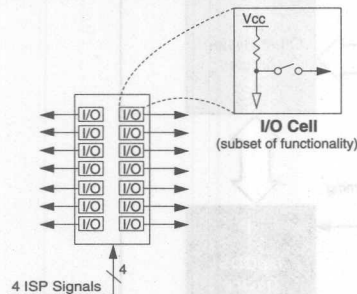 Vcc
I/O Cell
(subset of functionality)
I/O I/O
I/O I/O
I/O I/O
I/O I/O
I/O I/O
I/O I/O
I/O I/O
4
4 ISP Signals